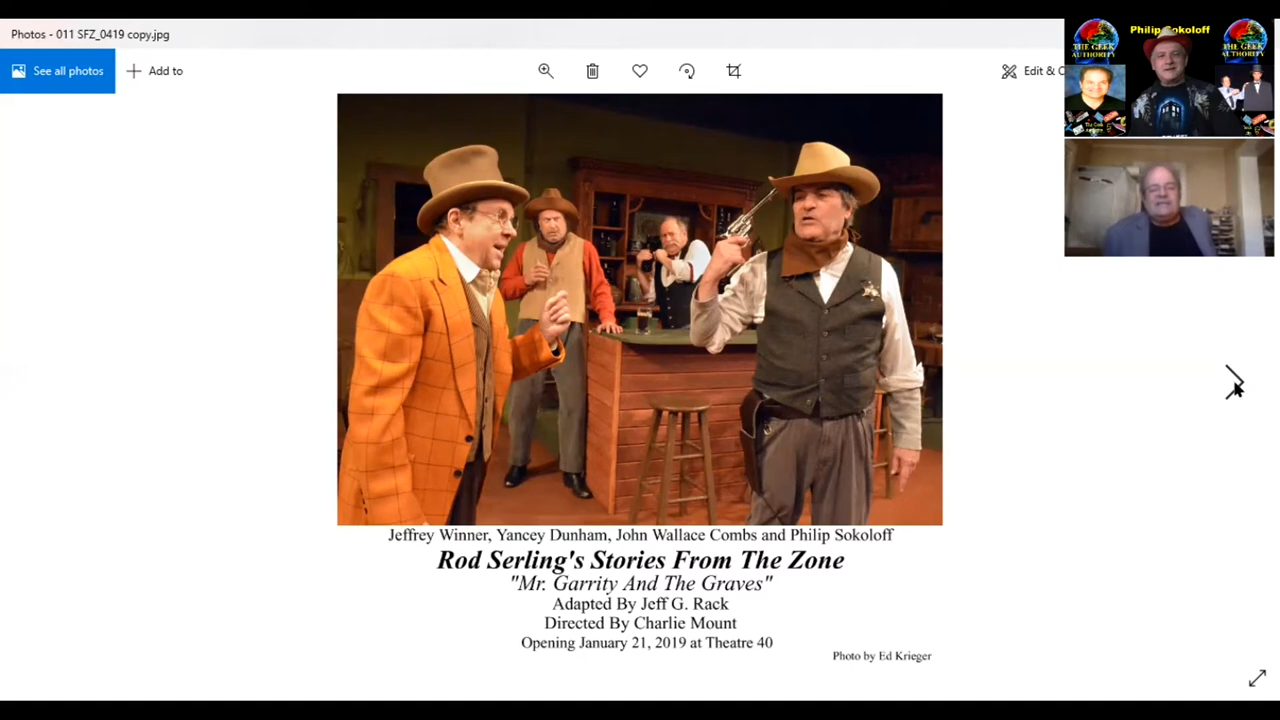 Photos - 011 SFZ_0419 copy.jpg
See all photos
Add to
Edit & C
Philip Sokoloff
THE GEEK
AUTHORITY
THE GEEK
AUTHORITY
Jeffrey Winner, Yancey Dunham, John Wallace Combs and Philip Sokoloff
Rod Serling's Stories From The Zone
"Mr. Garrity And The Graves"
Adapted By Jeff G. Rack
Directed By Charlie Mount
Opening January 21, 2019 at Theatre 40
Photo by Ed Krieger